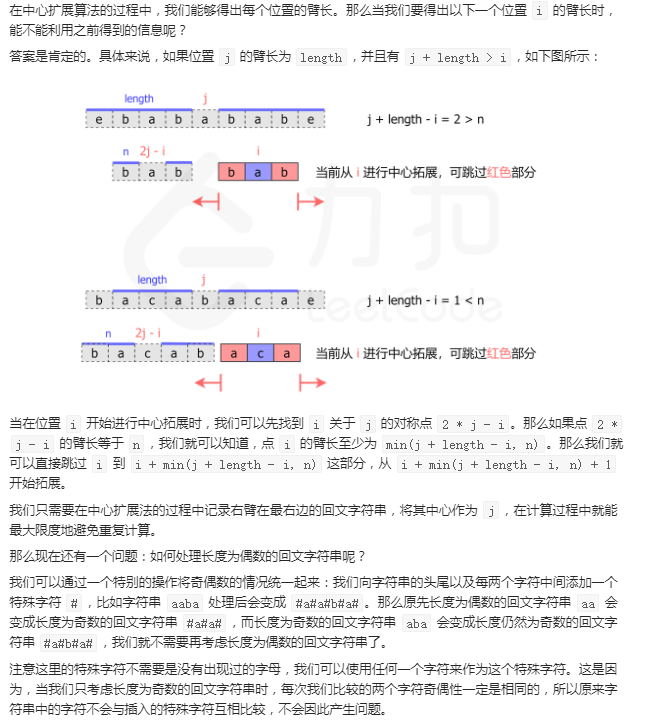 在中心扩展算法的过程中，我们能够得出每个位置的臂长。那么当我们要得出以下一个位置 i 的臂长时，
能不能利用之前得到的信息呢？
答案是肯定的。具体来说，如果位置 j 的臂长为 length，并且有 j + length > i，如下图所示：
length j
e b a b a b a b e j + length - i = 2 > n
n 2j - i i
b a b b a b 当前从 i 进行中心拓展，可跳过红色部分
力扣
LeetCode
length j
b a c a b a c a e j + length - i = 1 < n
n 2j - i i
b a c a b a c a 当前从 i 进行中心拓展，可跳过红色部分
当在位置 i 开始进行中心拓展时，我们可以先找到 i 关于 j 的对称点 2 * j - i。那么如果点 2 *
j - i 的臂长等于 n，我们就可以知道，点 i 的臂长至少为 min(j + length - i, n)。那么我们就
可以直接跳过 i 到 i + min(j + length - i, n) 这部分，从 i + min(j + length - i, n) + 1
开始拓展。
我们只需要在中心扩展法的过程中记录右臂在最右边的回文字符串，将其中心作为 j，在计算过程中就能
最大限度地避免重复计算。
那么现在还有一个问题：如何处理长度为偶数的回文字符串呢？
我们可以通过一个特别的操作将奇偶数的情况统一起来：我们向字符串的头尾以及每两个字符中间添加一个
特殊字符 #，比如字符串 aaba 处理后会变成 #a#a#b#a#。那么原先长度为偶数的回文字符串 aa 会
变成长度为奇数的回文字符串 #a#a#，而长度为奇数的回文字符串 aba 会变成长度仍然为奇数的回文字
符串 #a#b#a#，我们就不需要再考虑长度为偶数的回文字符串了。
注意这里的特殊字符不需要是没有出现过的字母，我们可以使用任何一个字符来作为这个特殊字符。这是因
为，当我们只考虑长度为奇数的回文字符串时，每次我们比较的两个字符奇偶性一定是相同的，所以原来字
符串中的字符不会与插入的特殊字符互相比较，不会因此产生问题。